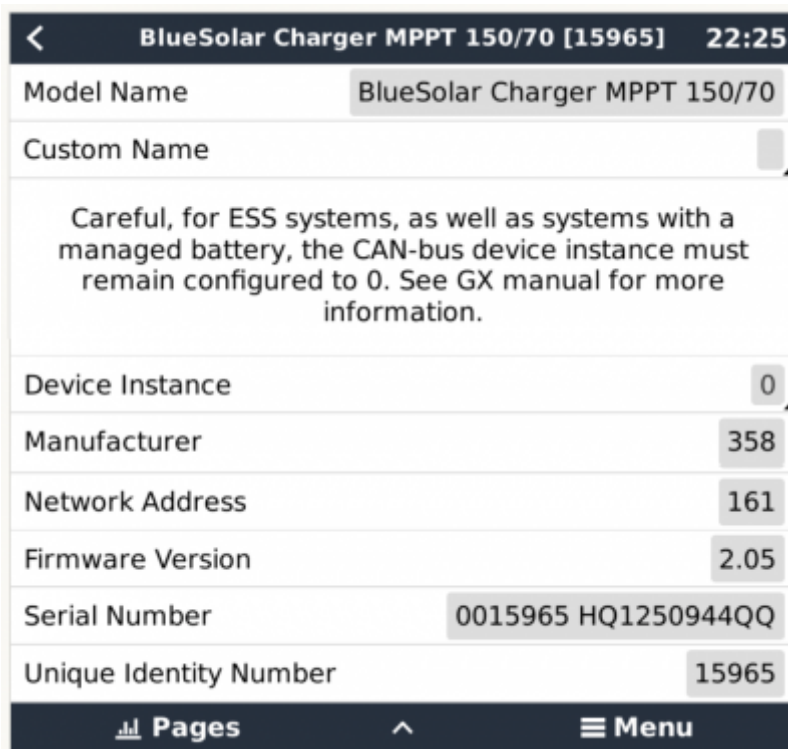 BlueSolar Charger MPPT 150/70 [15965] 22:25
Model Name BlueSolar Charger MPPT 150/70
Custom Name
Careful, for ESS systems, as well as systems with a
managed battery, the CAN-bus device instance must
remain configured to 0. See GX manual for more
information.
Device Instance 0
Manufacturer 358
Network Address 161
Firmware Version 2.05
Serial Number 0015965 HQ1250944QQ
Unique Identity Number 15965
Pages Menu